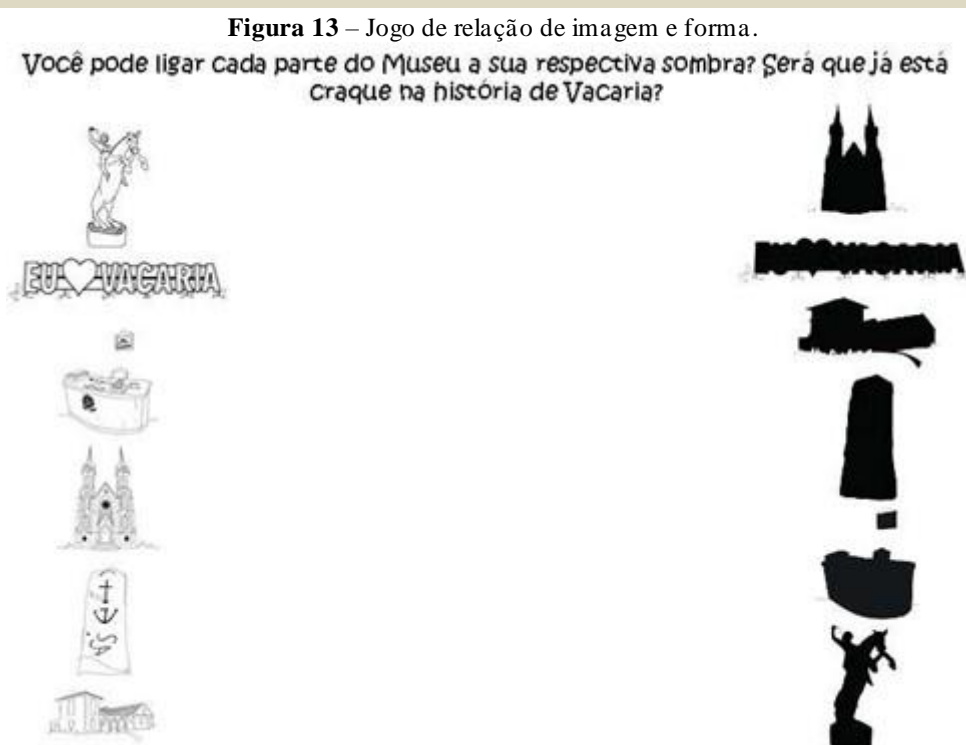 Figura 13 – Jogo de relação de imagem e forma.
Você pode ligar cada parte do Museu a sua respectiva sombra? Será que já está
craque na história de Vacaria?
EU VACARIA